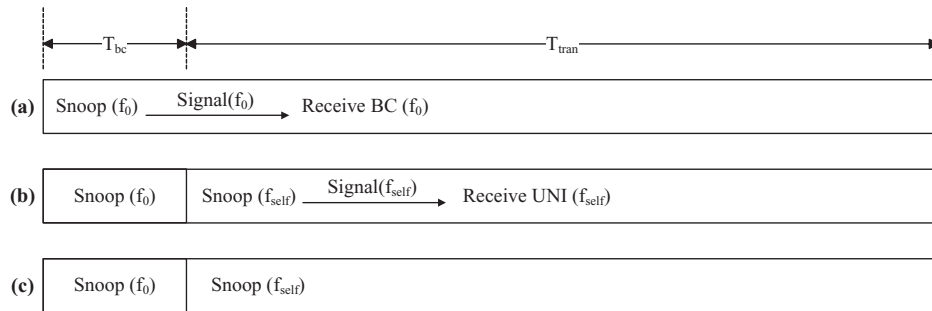 T_bc T_tran
(a) Snoop (f_0) Signal(f_0) Receive BC (f_0)
(b) Snoop (f_0) Snoop (f_self) Signal(f_self) Receive UNI (f_self)
(c) Snoop (f_0) Snoop (f_self)